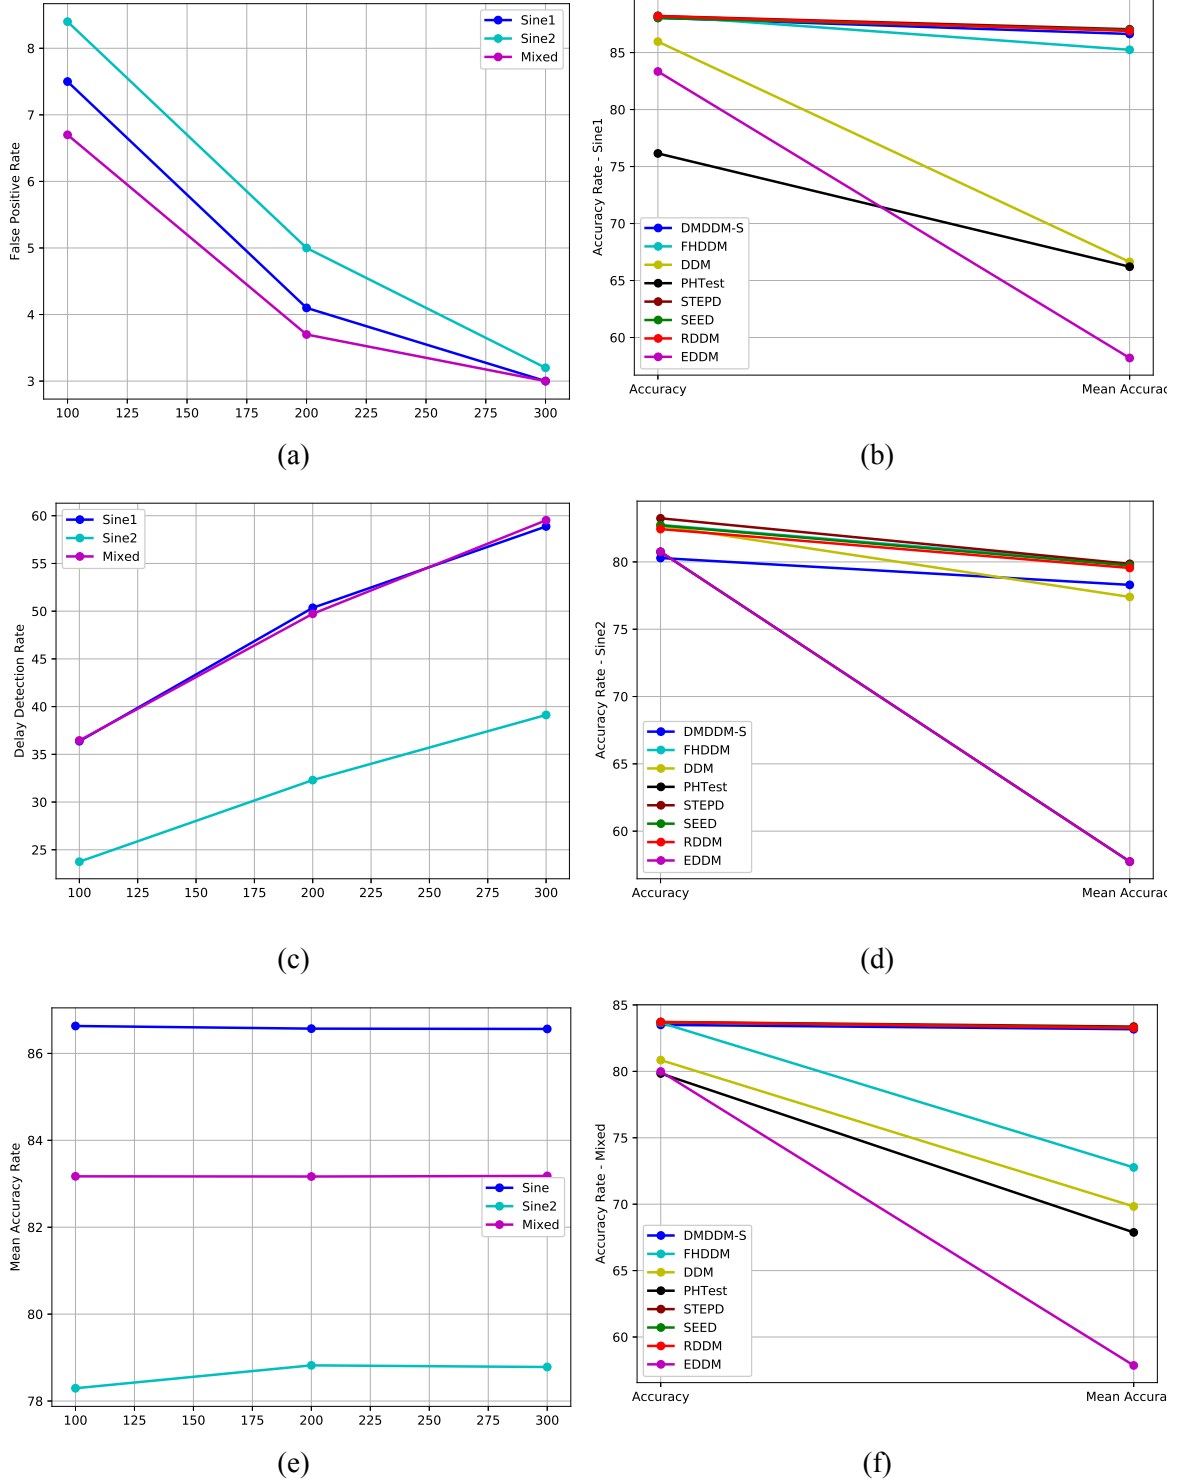 False Positive Rate
8
7
6
5
4
3
100 125 150 175 200 225 250 275 300
Sine1
Sine2
Mixed
(a)
Accuracy Rate - Sine1
85
80
75
70
65
60
DMDDM-S
FHDDM
DDM
PHTest
STEPD
SEED
RDDM
EDDM
Accuracy Mean Accurac
(b)
Delay Detection Rate
60
55
50
45
40
35
30
25
100 125 150 175 200 225 250 275 300
Sine1
Sine2
Mixed
(c)
Accuracy Rate - Sine2
80
75
70
65
60
DMDDM-S
FHDDM
DDM
PHTest
STEPD
SEED
RDDM
EDDM
Accuracy Mean Accurac
(d)
Mean Accuracy Rate
86
84
82
80
78
100 125 150 175 200 225 250 275 300
Sine
Sine2
Mixed
(e)
Accuracy Rate - Mixed
85
80
75
70
65
60
DMDDM-S
FHDDM
DDM
PHTest
STEPD
SEED
RDDM
EDDM
Accuracy Mean Accura
(f)